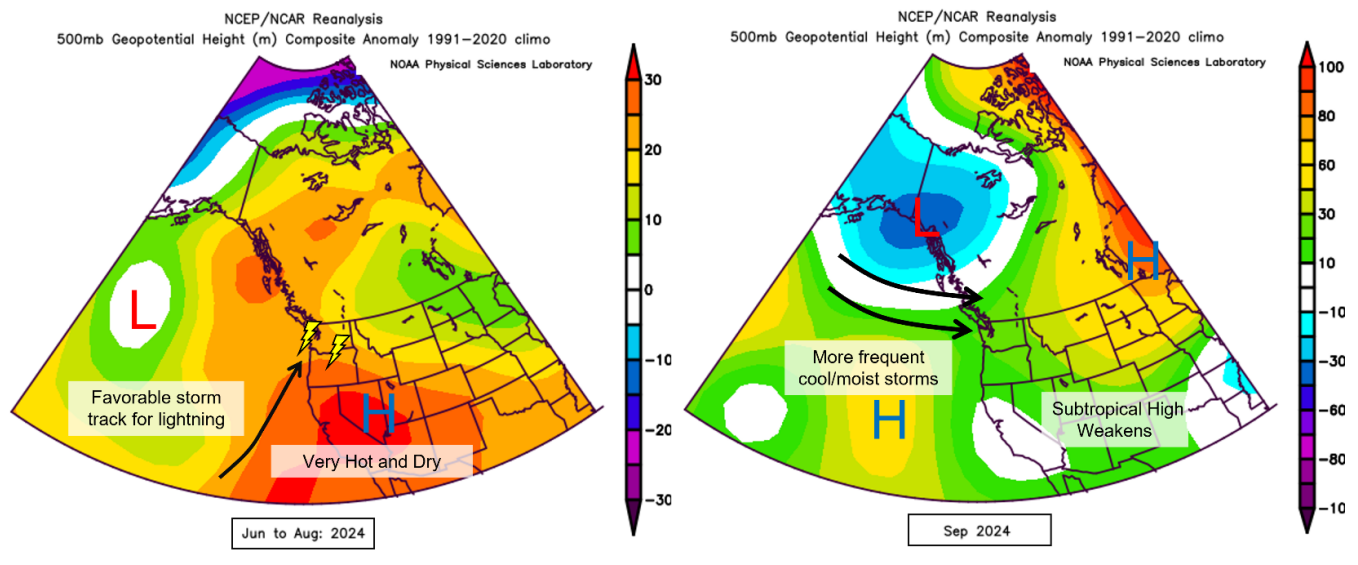 NCEP/NCAR Reanalysis
500mb Geopotential Height (m) Composite Anomaly 1991-2020 climo
NOAA Physical Sciences Laboratory
30
20
10
0
-10
-20
-30
L
H
Favorable storm
track for lightning
Very Hot and Dry
Jun to Aug: 2024
NCEP/NCAR Reanalysis
500mb Geopotential Height (m) Composite Anomaly 1991-2020 climo
NOAA Physical Sciences Laboratory
100
80
60
30
10
-10
-30
-60
-80
-10
L
H
More frequent
cool/moist storms
H
Subtropical High
Weakens
Sep 2024